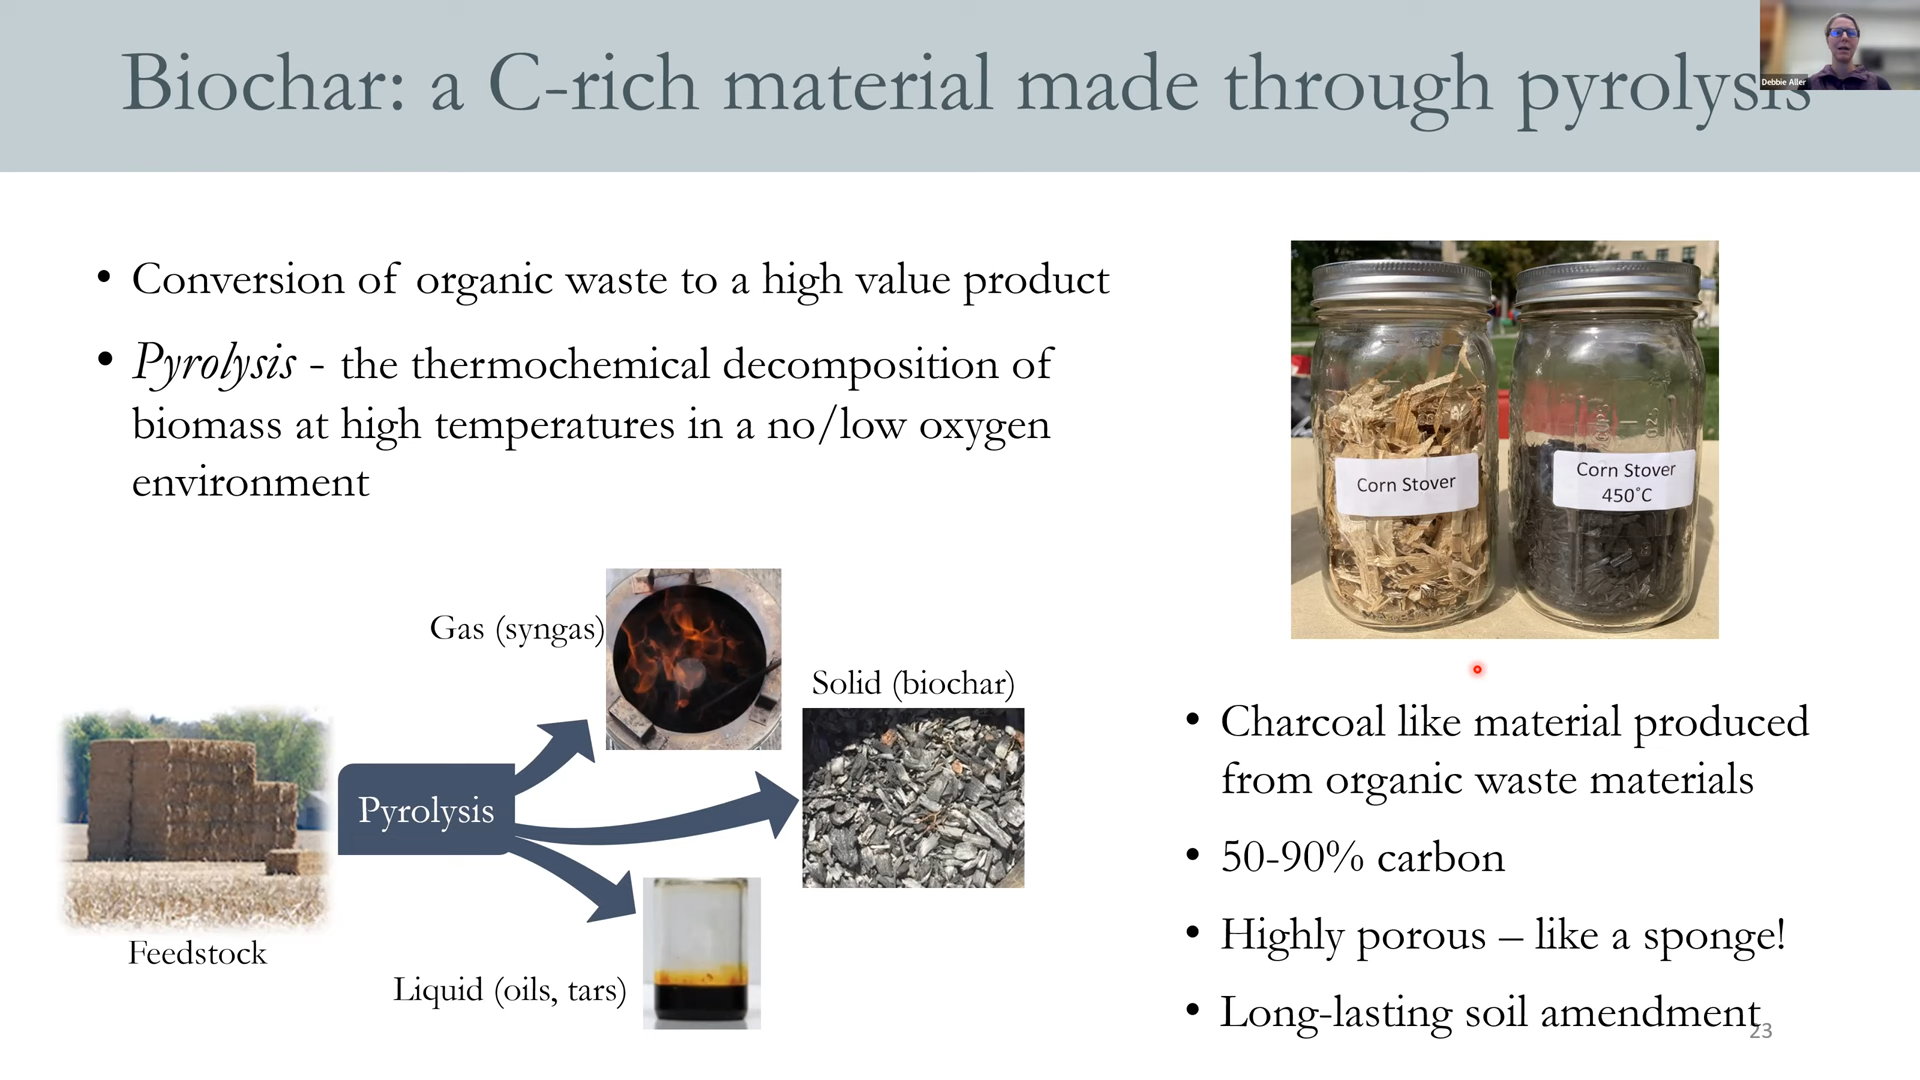 Biochar: a C-rich material made through pyrolysis
Debbie Aller
• Conversion of organic waste to a high value product
• Pyrolysis - the thermochemical decomposition of
biomass at high temperatures in a no/low oxygen
environment
Corn Stover
Corn Stover
450°C
Gas (syngas)
Solid (biochar)
Pyrolysis
Feedstock
Liquid (oils, tars)
• Charcoal like material produced
from organic waste materials
• 50-90% carbon
• Highly porous – like a sponge!
• Long-lasting soil amendment
23